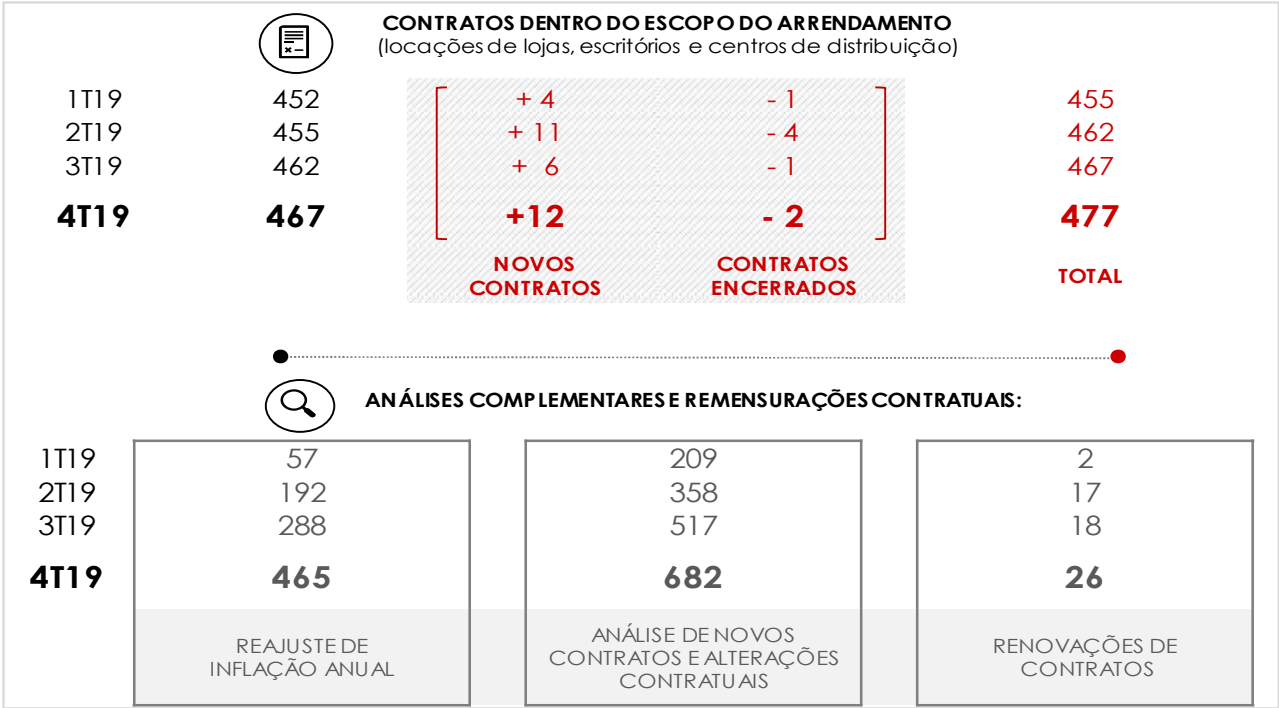 CONTRATOS DENTRO DO ESCOPO DO ARRENDAMENTO
(locações de lojas, escritórios e centros de distribuição)
1T19 452 + 4 - 1 455
2T19 455 + 11 - 4 462
3T19 462 + 6 - 1 467
4T19 467 +12 - 2 477
NOVOS CONTRATOS TOTAL
CONTRATOS ENCERRADOS
ANÁLISES COMPLEMENTARES E REMENSURAÇÕES CONTRATUAIS:
1T19 57 209 2
2T19 192 358 17
3T19 288 517 18
4T19 465 682 26
REAJUSTE DE
INFLAÇÃO ANUAL
ANÁLISE DE NOVOS
CONTRATOS E ALTERAÇÕES
CONTRATUAIS
RENOVAÇÕES DE
CONTRATOS